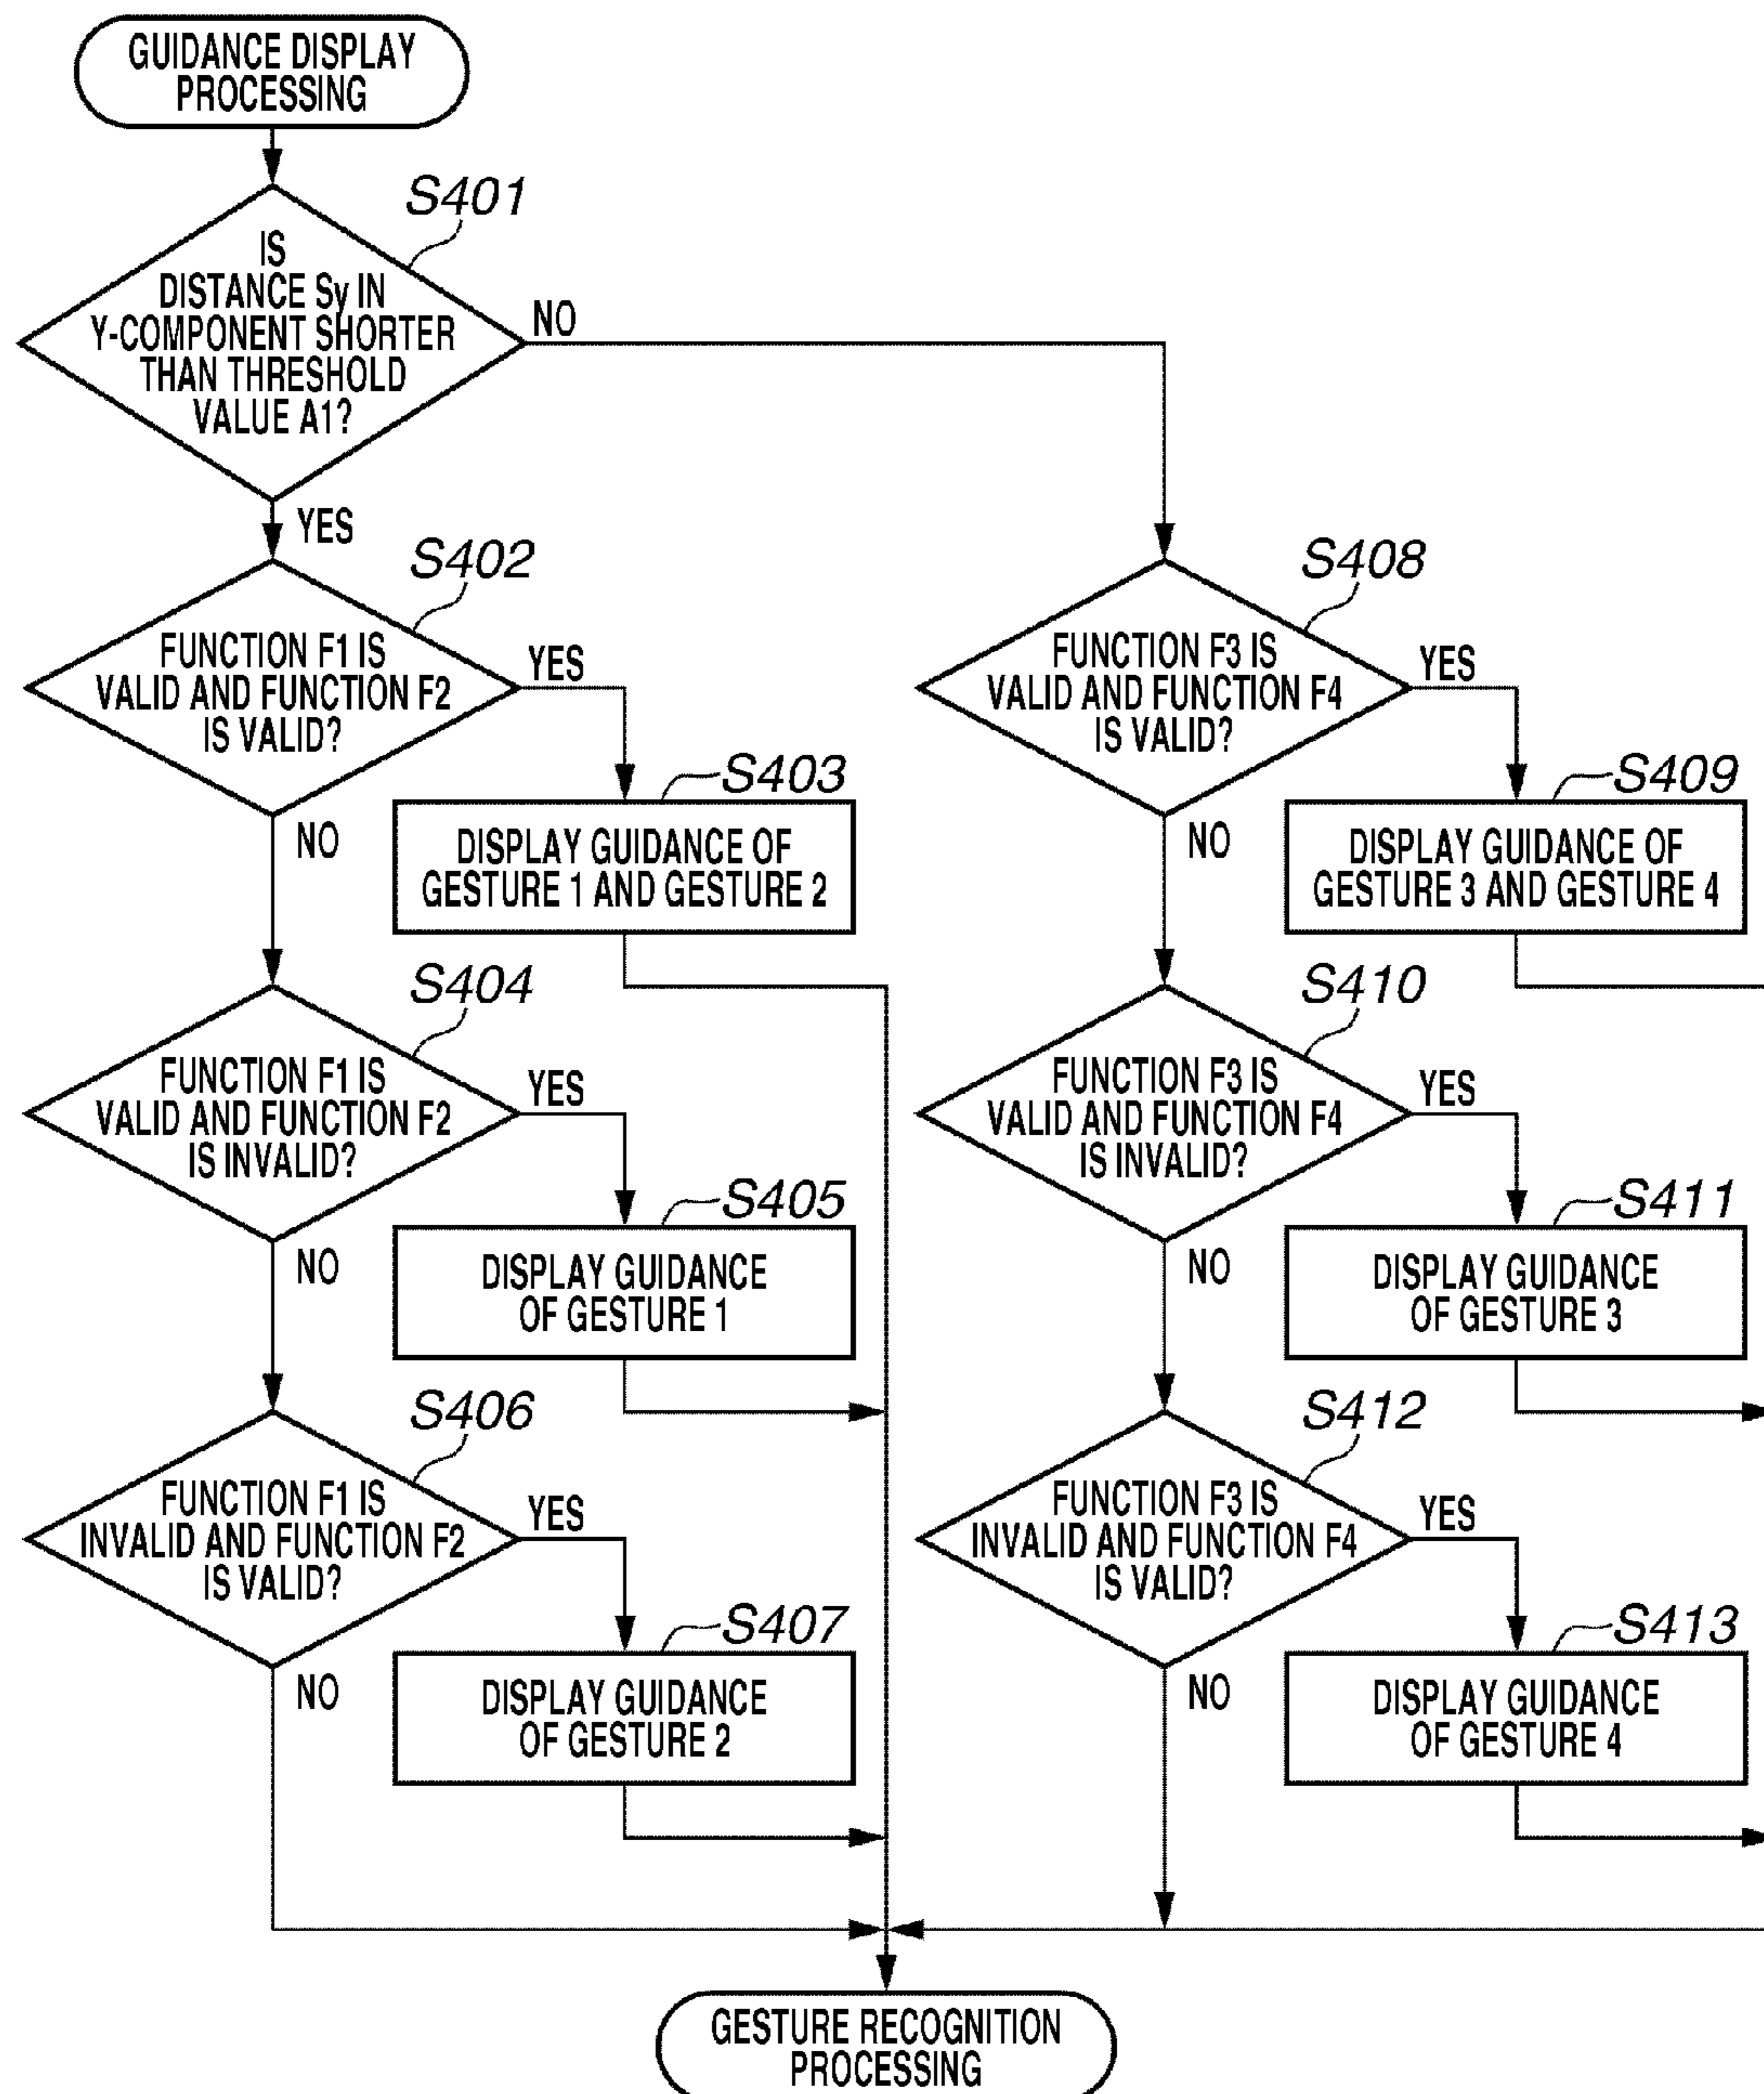 GUIDANCE DISPLAY
PROCESSING
S401
IS
DISTANCE Sy IN
Y-COMPONENT SHORTER
THAN THRESHOLD
VALUE A1?
NO
YES
S402
FUNCTION F1 IS
VALID AND FUNCTION F2
IS VALID?
YES
NO
S403
DISPLAY GUIDANCE OF
GESTURE 1 AND GESTURE 2
S404
FUNCTION F1 IS
VALID AND FUNCTION F2
IS INVALID?
YES
NO
S405
DISPLAY GUIDANCE
OF GESTURE 1
S406
FUNCTION F1 IS
INVALID AND FUNCTION F2
IS VALID?
YES
NO
S407
DISPLAY GUIDANCE
OF GESTURE 2
S408
FUNCTION F3 IS
VALID AND FUNCTION F4
IS VALID?
YES
NO
S409
DISPLAY GUIDANCE OF
GESTURE 3 AND GESTURE 4
S410
FUNCTION F3 IS
VALID AND FUNCTION F4
IS INVALID?
YES
NO
S411
DISPLAY GUIDANCE
OF GESTURE 3
S412
FUNCTION F3 IS
INVALID AND FUNCTION F4
IS VALID?
YES
NO
S413
DISPLAY GUIDANCE
OF GESTURE 4
GESTURE RECOGNITION
PROCESSING